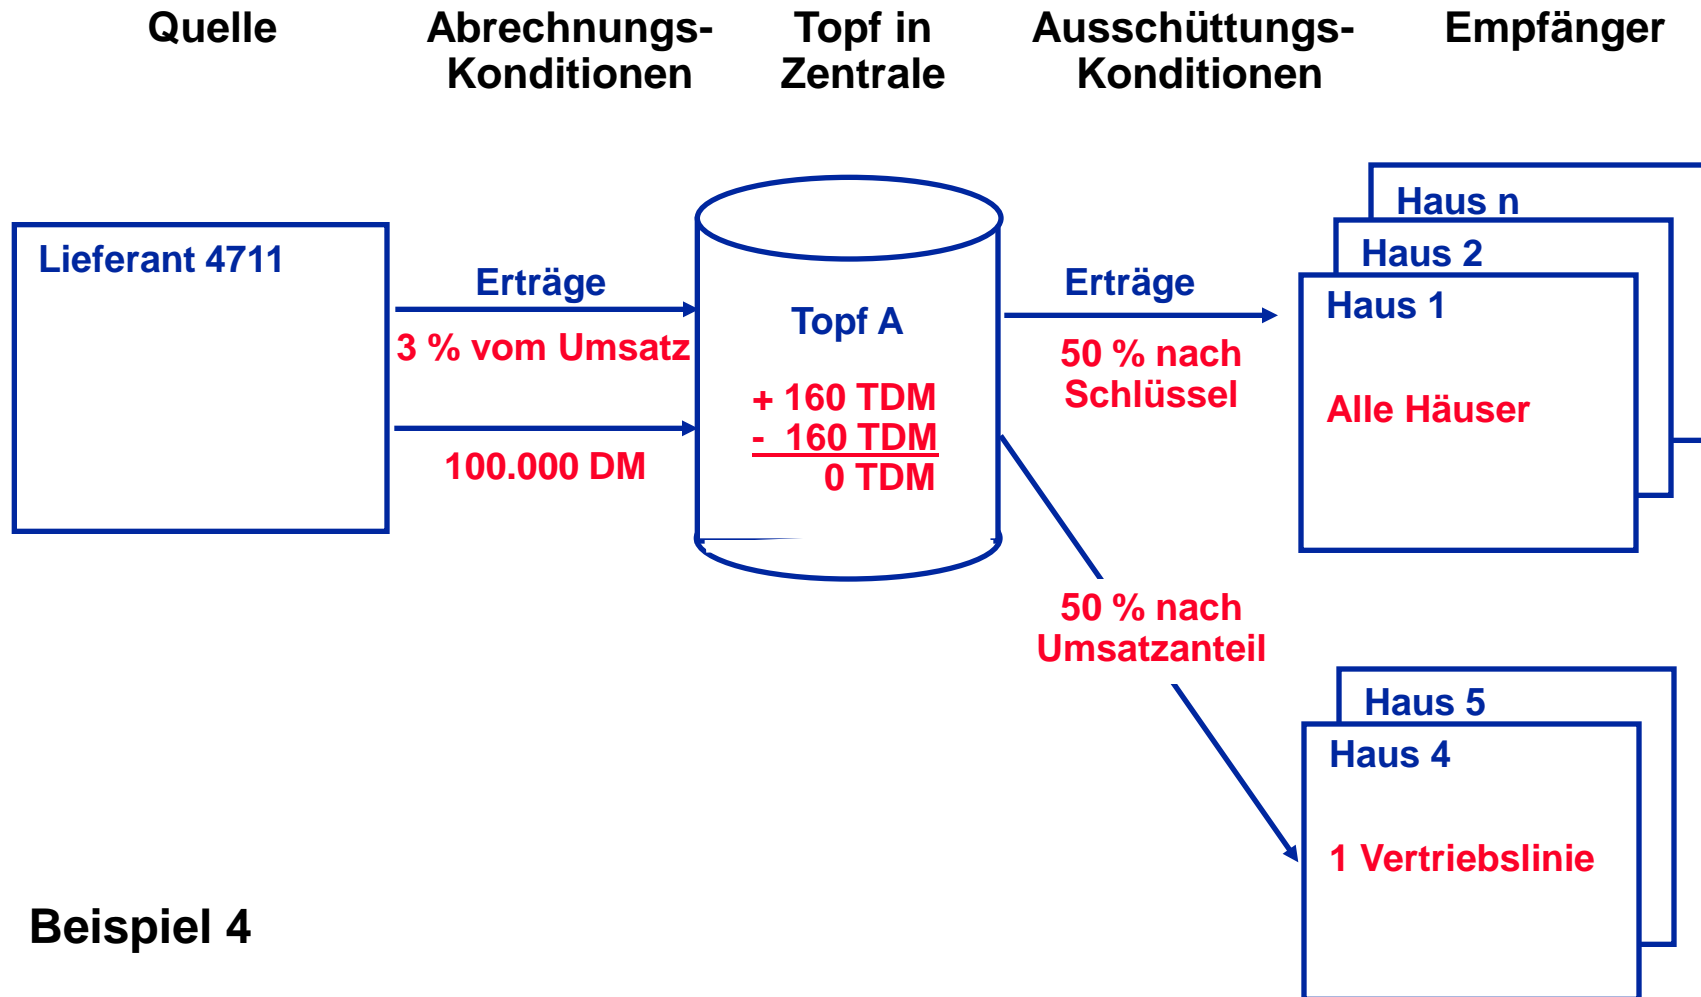 Quelle
Abrechnungs-
Konditionen
Topf in
Zentrale
Ausschüttungs-
Konditionen
Empfänger
Lieferant 4711
Erträge
3 % vom Umsatz
100.000 DM
Topf A
+ 160 TDM
- 160 TDM
0 TDM
Erträge
50 % nach
Schlüssel
50 % nach
Umsatzanteil
Haus n
Haus 2
Haus 1
Alle Häuser
Haus 5
Haus 4
1 Vertriebslinie
Beispiel 4